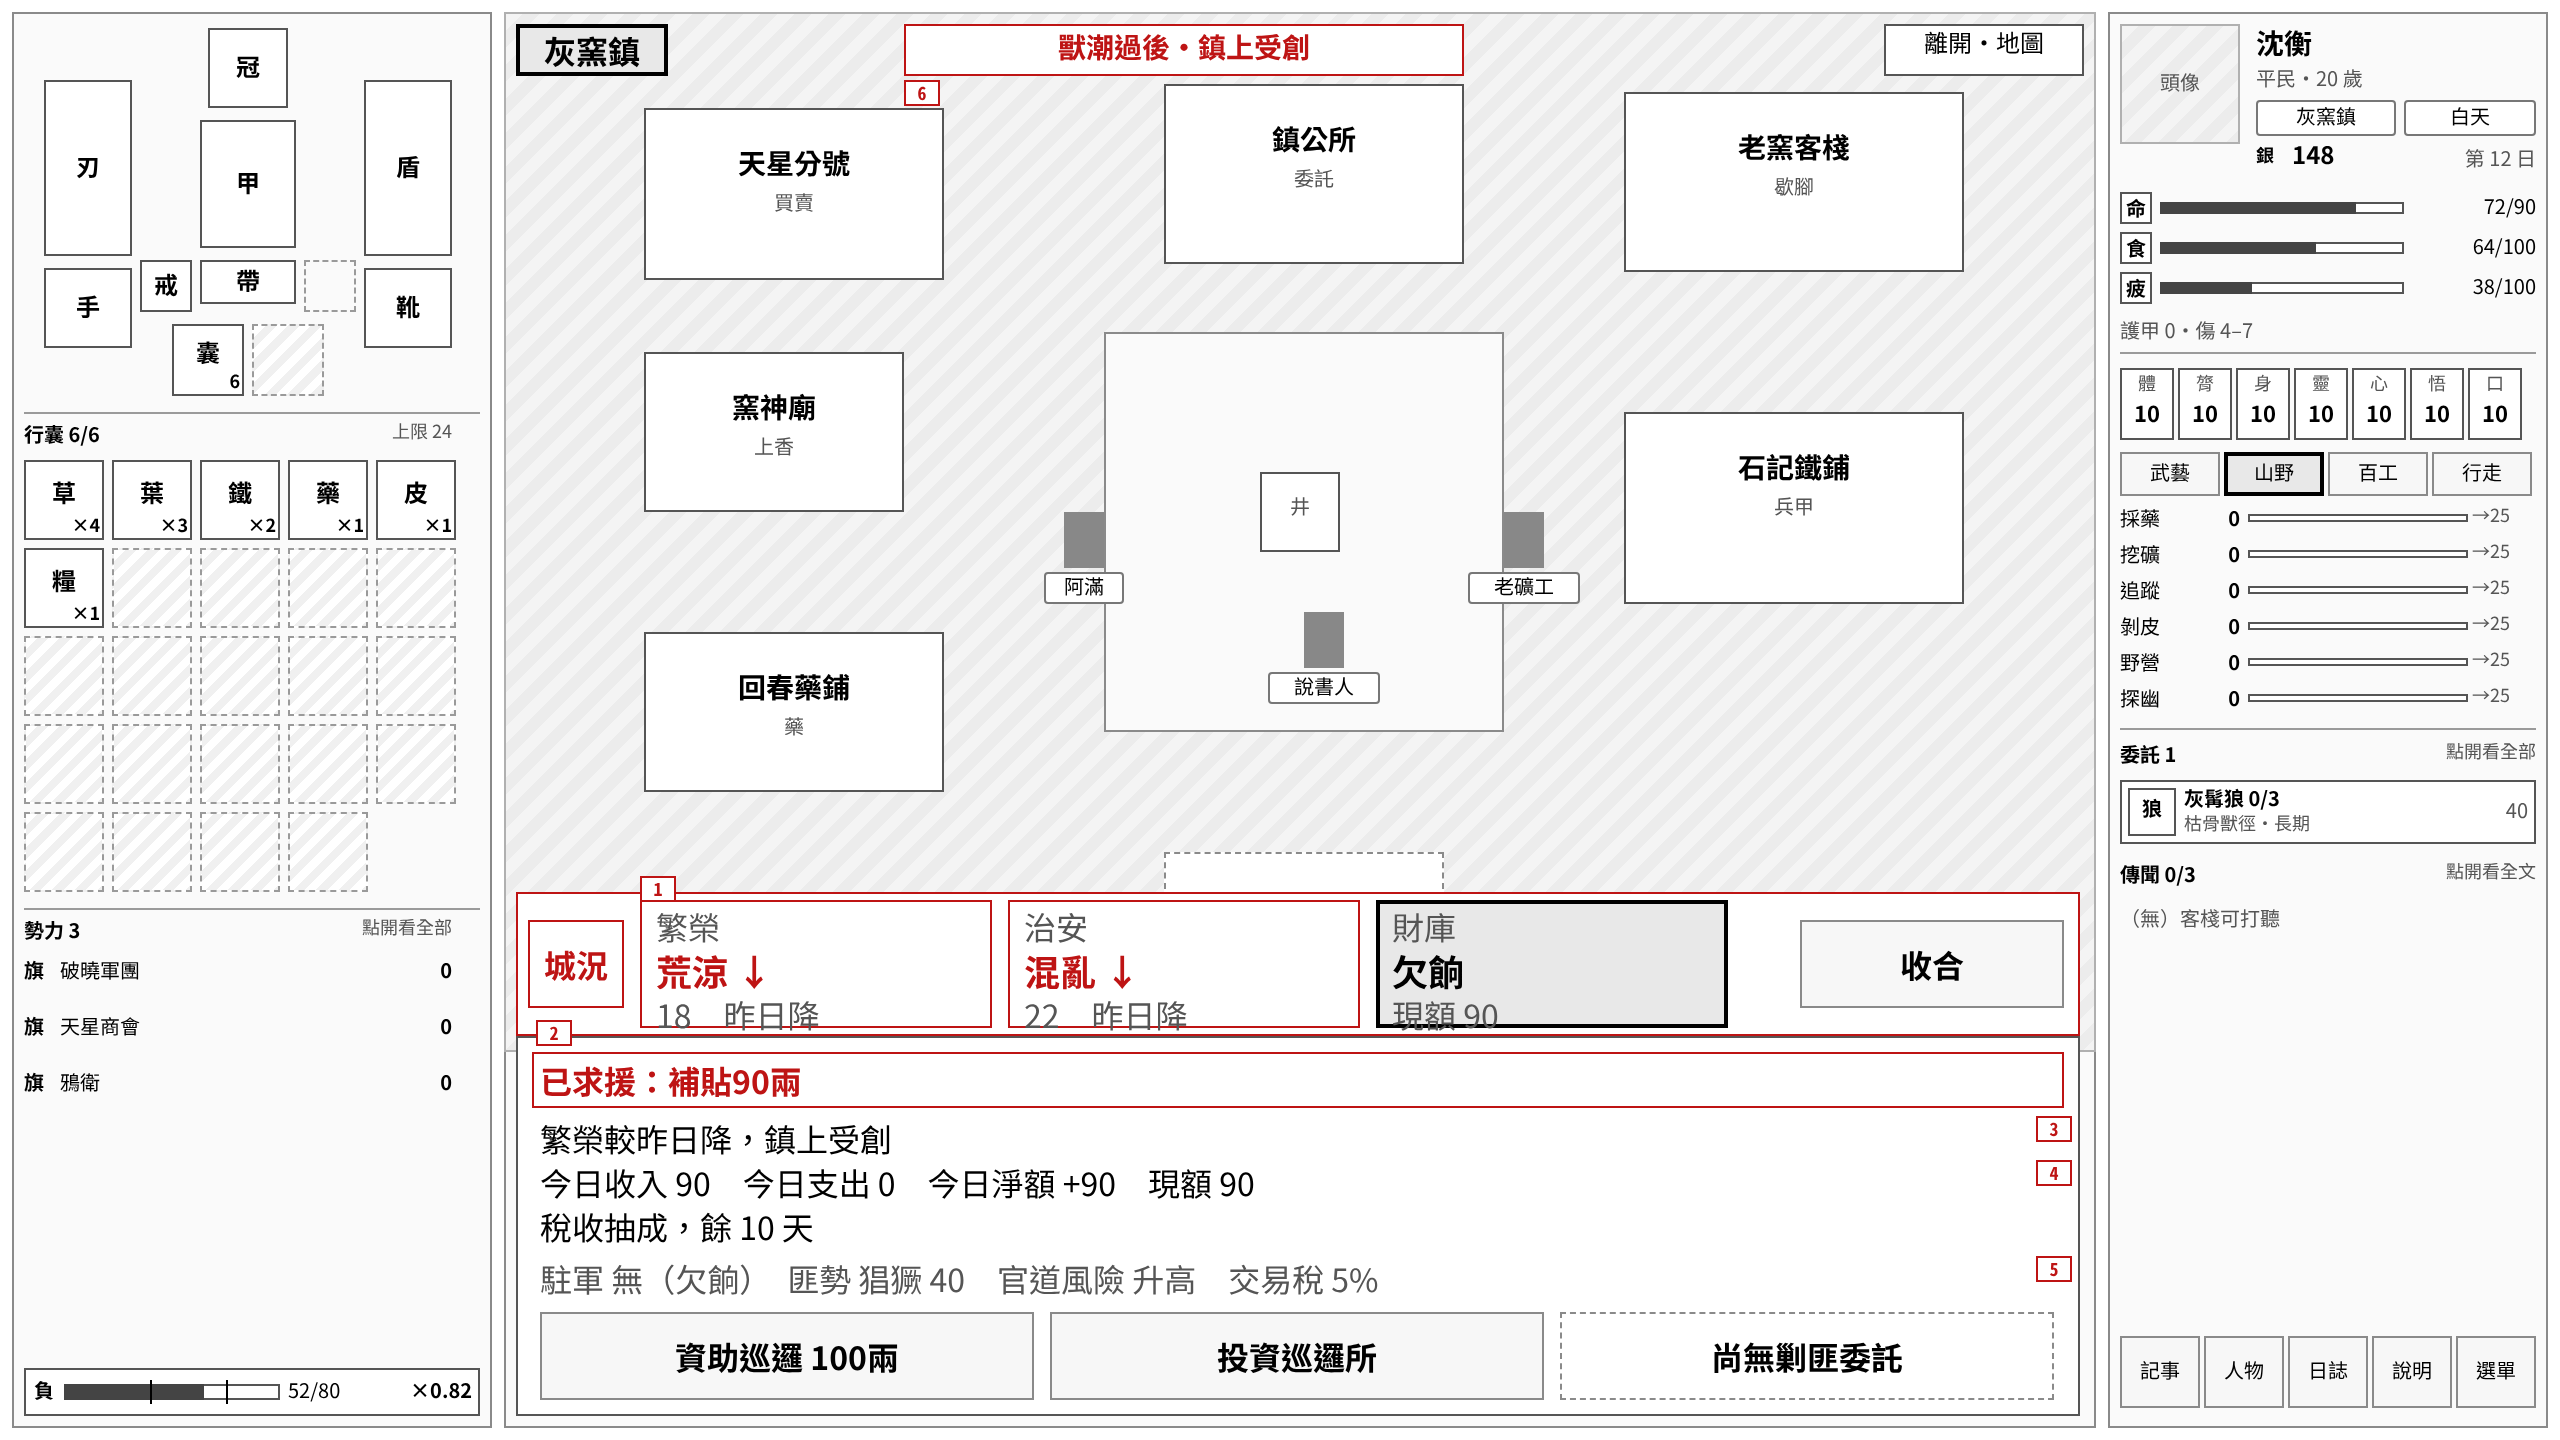 冠
刃
甲
盾
手
戒
帶
靴
囊
6
行囊 6/6
上限 24
草
×4
葉
×3
鐵
×2
藥
×1
皮
×1
糧
×1
勢力 3
點開看全部
旗 破曉軍團 0
旗 天星商會 0
旗 鴉衛 0
負 52/80 ×0.82
灰窯鎮
獸潮過後・鎮上受創
離開・地圖
6
天星分號
買賣
鎮公所
委託
老窯客棧
歇腳
窯神廟
上香
井
石記鐵鋪
兵甲
阿滿
老礦工
說書人
回春藥鋪
藥
1
城況
繁榮
荒涼 ↓
18 昨日降
治安
混亂 ↓
22 昨日降
財庫
欠餉
現額 90
收合
2
已求援：補貼90兩
繁榮較昨日降，鎮上受創
3
今日收入 90 今日支出 0 今日淨額 +90 現額 90
4
稅收抽成，餘 10 天
駐軍 無（欠餉） 匪勢 猖獗 40 官道風險 升高 交易稅 5%
5
資助巡邏 100兩
投資巡邏所
尚無剿匪委託
頭像
沈衡
平民・20 歲
灰窯鎮
白天
銀 148
第 12 日
命 72/90
食 64/100
疲 38/100
護甲 0・傷 4–7
體 膂 身 靈 心 悟 口
10 10 10 10 10 10 10
武藝
山野
百工
行走
採藥 0 →25
挖礦 0 →25
追蹤 0 →25
剝皮 0 →25
野營 0 →25
探幽 0 →25
委託 1
點開看全部
狼
灰髯狼 0/3
枯骨獸徑・長期
40
傳聞 0/3
點開看全文
（無）客棧可打聽
記事
人物
日誌
說明
選單